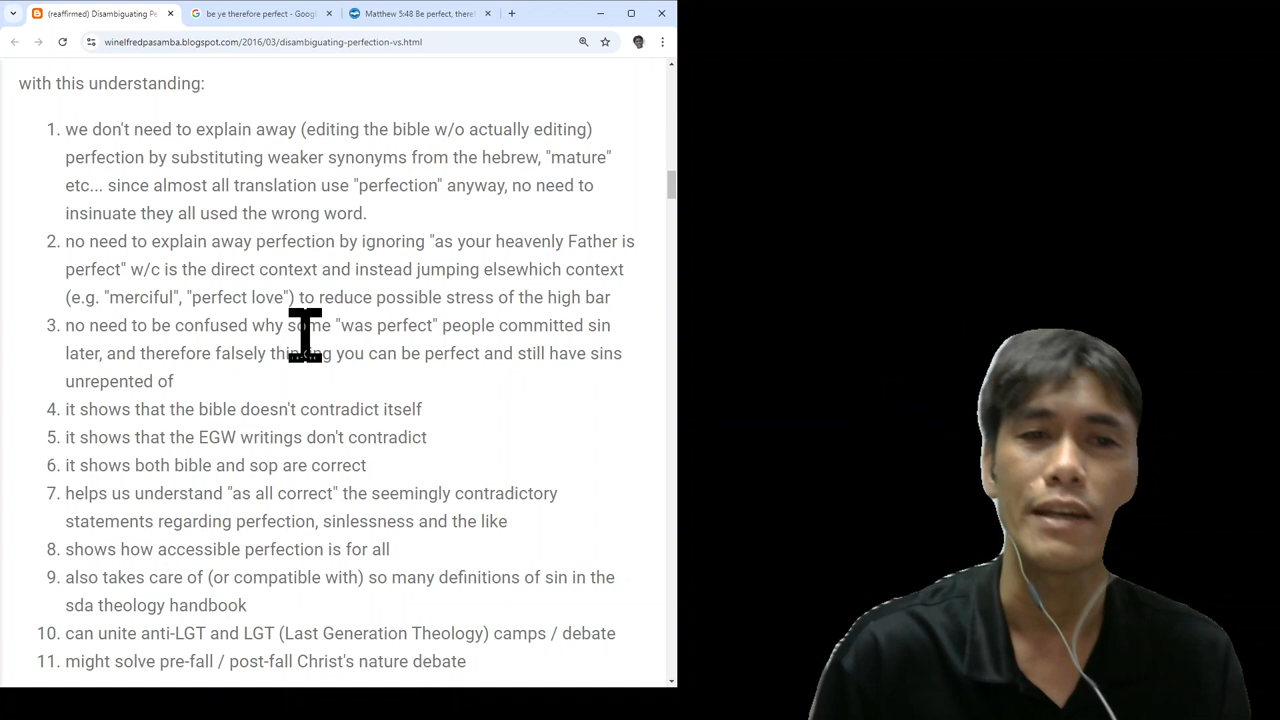 (reaffirmed) Disambiguating Pe
be ye therefore perfect - Googl
Matthew 5:48 Be perfect, theref
winelfredpasamba.blogspot.com/2016/03/disambiguating-perfection-vs.html
with this understanding:
1. we don't need to explain away (editing the bible w/o actually editing)
perfection by substituting weaker synonyms from the hebrew, "mature"
etc... since almost all translation use "perfection" anyway, no need to
insinuate they all used the wrong word.
2. no need to explain away perfection by ignoring "as your heavenly Father is
perfect" w/c is the direct context and instead jumping elsewhich context
(e.g. "merciful", "perfect love") to reduce possible stress of the high bar
3. no need to be confused why some "was perfect" people committed sin
later, and therefore falsely thinking you can be perfect and still have sins
unrepented of
4. it shows that the bible doesn't contradict itself
5. it shows that the EGW writings don't contradict
6. it shows both bible and sop are correct
7. helps us understand "as all correct" the seemingly contradictory
statements regarding perfection, sinlessness and the like
8. shows how accessible perfection is for all
9. also takes care of (or compatible with) so many definitions of sin in the
sda theology handbook
10. can unite anti-LGT and LGT (Last Generation Theology) camps / debate
11. might solve pre-fall / post-fall Christ's nature debate